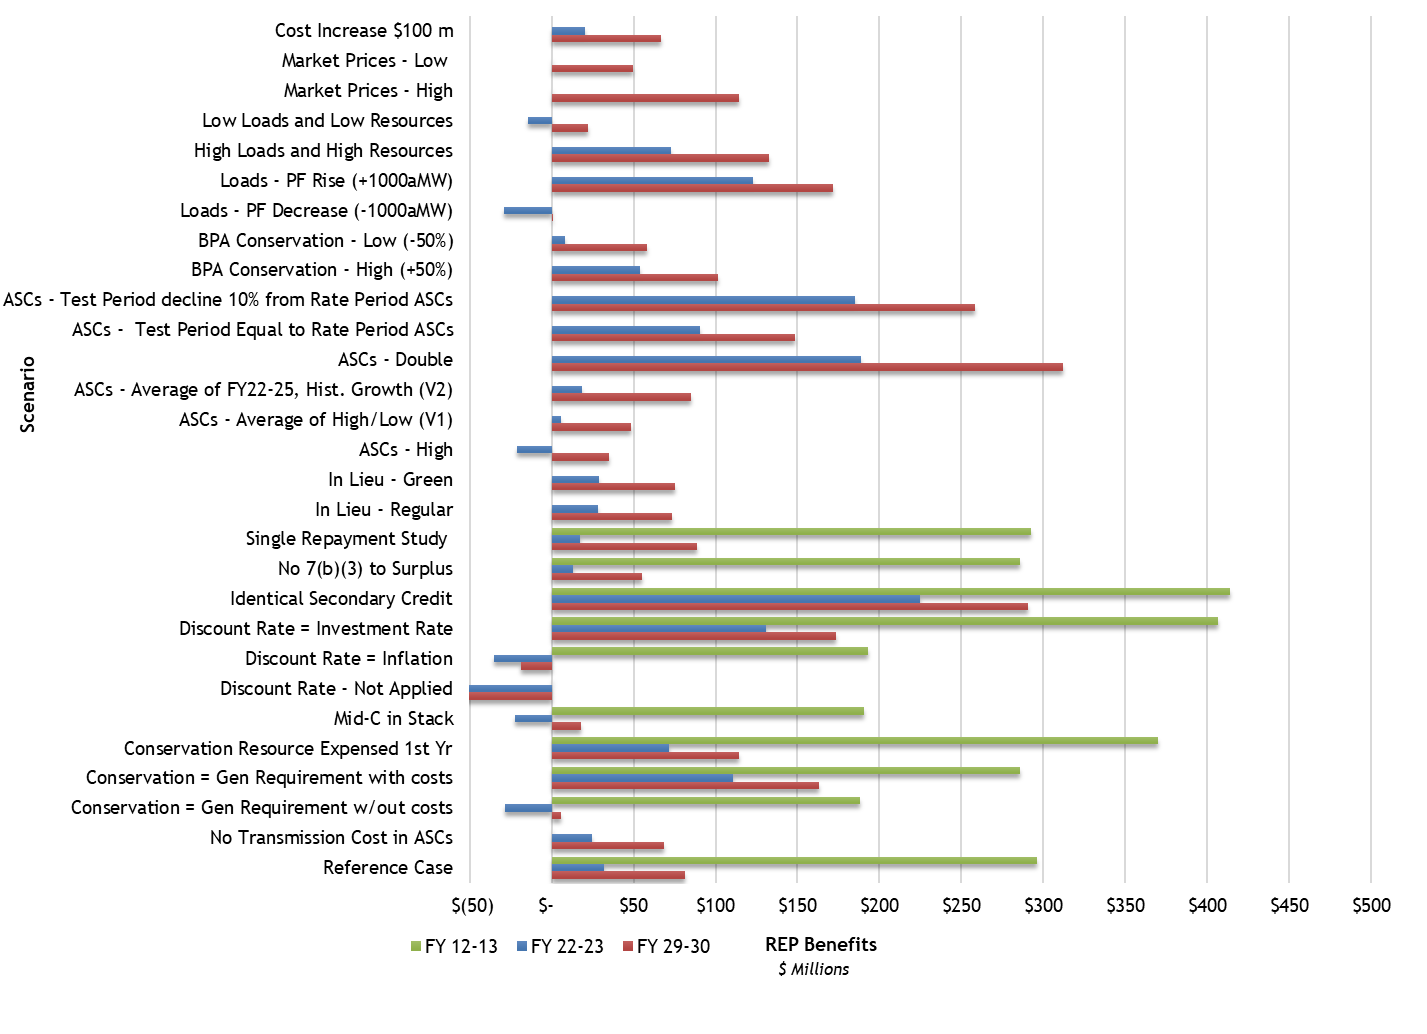 Cost Increase $100 m
Market Prices - Low
Market Prices - High
Low Loads and Low Resources
High Loads and High Resources
Loads - PF Rise (+1000aMW)
Loads - PF Decrease (-1000aMW)
BPA Conservation - Low (-50%)
BPA Conservation - High (+50%)
ASCs - Test Period decline 10% from Rate Period ASCs
ASCs -  Test Period Equal to Rate Period ASCs
ASCs - Double
ASCs - Average of FY22-25, Hist. Growth (V2)
ASCs - Average of High/Low (V1)
ASCs - High
In Lieu - Green
In Lieu - Regular
Single Repayment Study
No 7(b)(3) to Surplus
Identical Secondary Credit
Discount Rate = Investment Rate
Discount Rate = Inflation
Discount Rate - Not Applied
Mid-C in Stack
Conservation Resource Expensed 1st Yr
Conservation = Gen Requirement with costs
Conservation = Gen Requirement w/out costs
No Transmission Cost in ASCs
Reference Case
Scenario
$(50) $- $50 $100 $150 $200 $250 $300 $350 $400 $450 $500
FY 12-13 FY 22-23 FY 29-30
REP Benefits
$ Millions